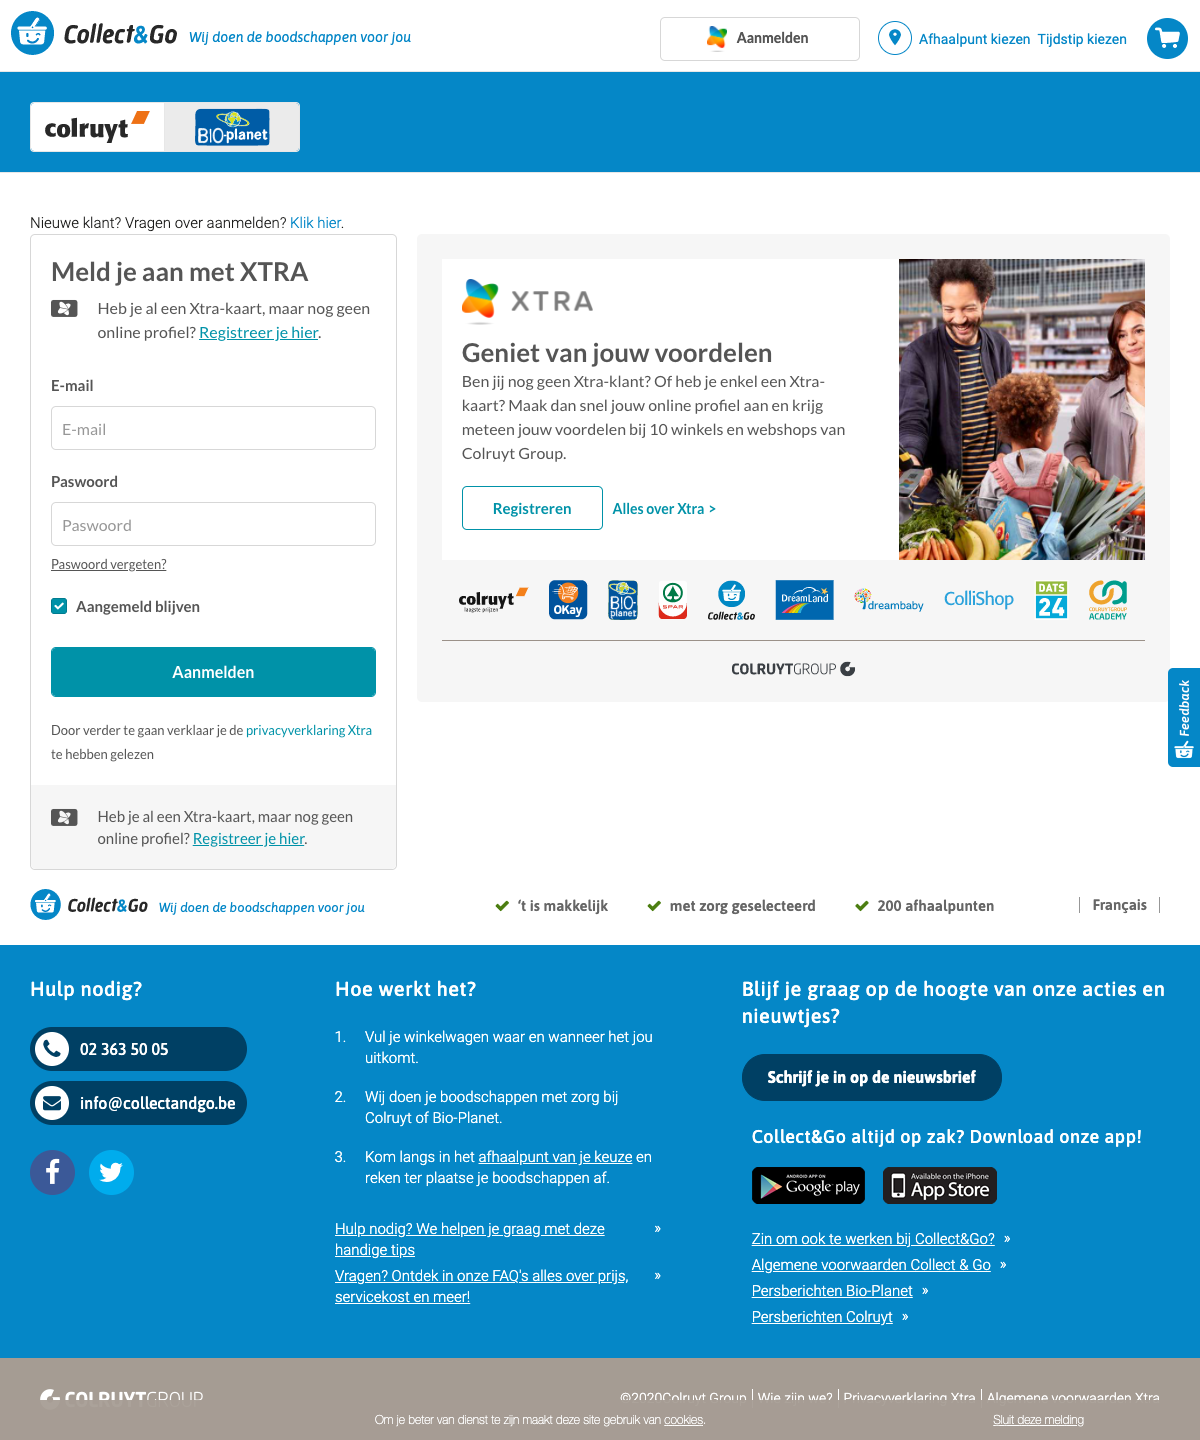 Collect&Go Wij doen de boodschappen voor jou
Aanmelden
Afhaalpunt kiezen Tijdstip kiezen
colruyt
BIO-planet
Nieuwe klant? Vragen over aanmelden? Klik hier.
Meld je aan met XTRA
Heb je al een Xtra-kaart, maar nog geen
online profiel? Registreer je hier.
E-mail
E-mail
Paswoord
Paswoord
Paswoord vergeten?
Aangemeld blijven
Aanmelden
Door verder te gaan verklaar je de privacyverklaring Xtra
te hebben gelezen
Heb je al een Xtra-kaart, maar nog geen
online profiel? Registreer je hier.
XTRA
Geniet van jouw voordelen
Ben jij nog geen Xtra-klant? Of heb je enkel een Xtra-
kaart? Maak dan snel jouw online profiel aan en krijg
meteen jouw voordelen bij 10 winkels en webshops van
Colruyt Group.
Registreren
Alles over Xtra >
colruyt
laagste prijzen
OKay
BIO-
planet
SPAR
Collect&Go
DreamLand
dreambaby
ColliShop
DATS
24
COLRUYTGROUP
ACADEMY
COLRUYTGROUP
Feedback
Collect&Go Wij doen de boodschappen voor jou
't is makkelijk
met zorg geselecteerd
200 afhaalpunten
Français
Hulp nodig?
02 363 50 05
info@collectandgo.be
Hoe werkt het?
1. Vul je winkelwagen waar en wanneer het jou
uitkomt.
2. Wij doen je boodschappen met zorg bij
Colruyt of Bio-Planet.
3. Kom langs in het afhaalpunt van je keuze en
reken ter plaatse je boodschappen af.
Hulp nodig? We helpen je graag met deze
handige tips »
Vragen? Ontdek in onze FAQ's alles over prijs,
servicekost en meer! »
Blijf je graag op de hoogte van onze acties en
nieuwtjes?
Schrijf je in op de nieuwsbrief
Collect&Go altijd op zak? Download onze app!
ANDROID APP ON
Google play
Available on the iPhone
App Store
Zin om ook te werken bij Collect&Go? »
Algemene voorwaarden Collect & Go »
Persberichten Bio-Planet »
Persberichten Colruyt »
COLRUYTGROUP
©2020Colruyt Group | Wie zijn we? | Privacyverklaring Xtra | Algemene voorwaarden Xtra
Om je beter van dienst te zijn maakt deze site gebruik van cookies.
Sluit deze melding